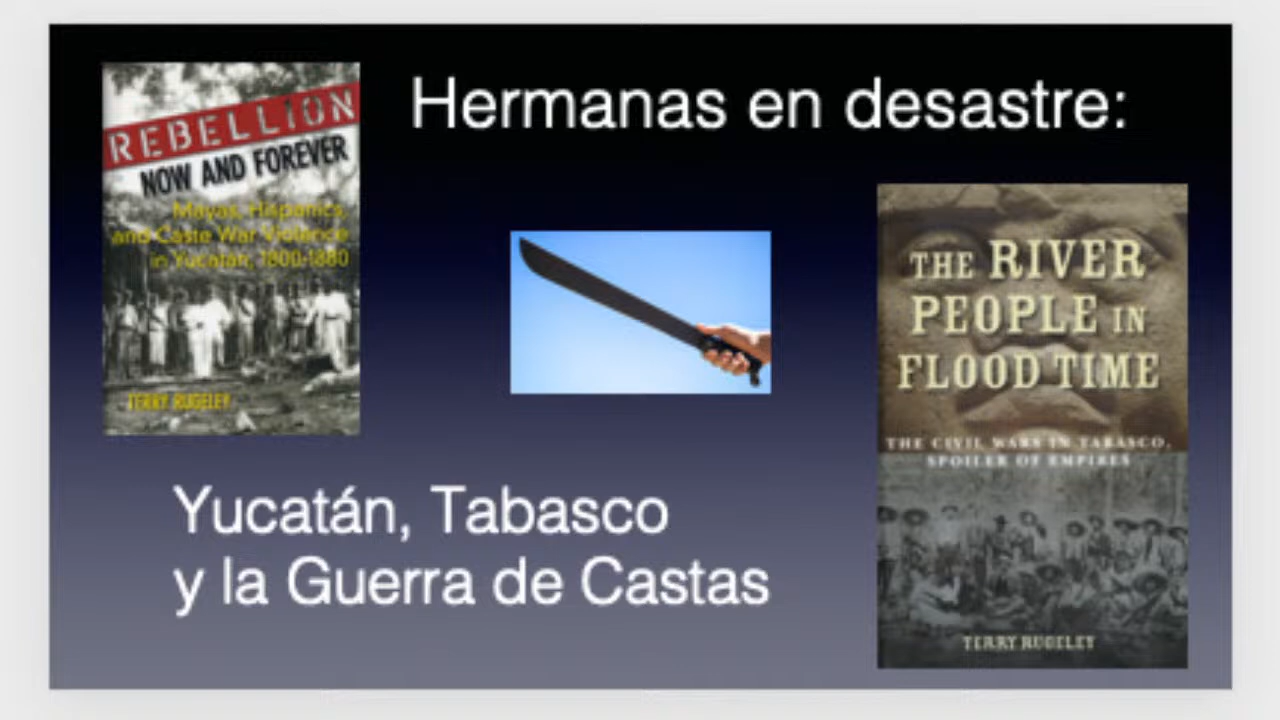 Hermanas en desastre:
REBELLION
NOW AND FOREVER
Mayas, Hispanics,
and Caste War Violence
in Yucatan, 1800-1880
TERRY RUGELEY
THE RIVER
PEOPLE IN
FLOOD TIME
THE CIVIL WARS IN TABASCO,
SPOILER OF EMPIRES
TERRY RUGELEY
Yucatán, Tabasco
y la Guerra de Castas